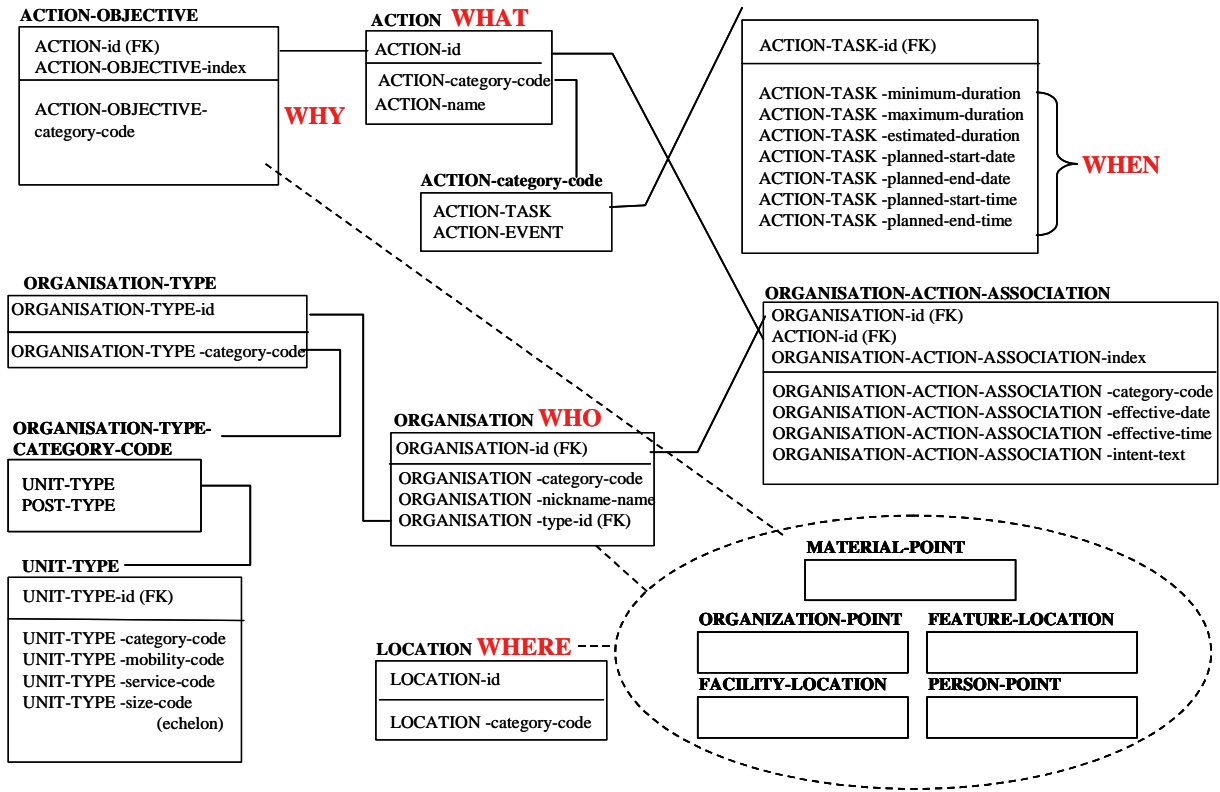 ACTION-OBJECTIVE
ACTION-id (FK)
ACTION-OBJECTIVE-index
ACTION-OBJECTIVE-
category-code
WHY
ACTION WHAT
ACTION-id
ACTION-category-code
ACTION-name
ACTION-category-code
ACTION-TASK
ACTION-EVENT
ACTION-TASK-id (FK)
ACTION-TASK -minimum-duration
ACTION-TASK -maximum-duration
ACTION-TASK -estimated-duration
ACTION-TASK -planned-start-date
ACTION-TASK -planned-end-date
ACTION-TASK -planned-start-time
ACTION-TASK -planned-end-time
WHEN
ORGANISATION-TYPE
ORGANISATION-TYPE-id
ORGANISATION-TYPE -category-code
ORGANISATION-TYPE-
CATEGORY-CODE
UNIT-TYPE
POST-TYPE
UNIT-TYPE
UNIT-TYPE-id (FK)
UNIT-TYPE -category-code
UNIT-TYPE -mobility-code
UNIT-TYPE -service-code
UNIT-TYPE -size-code
(echelon)
ORGANISATION WHO
ORGANISATION-id (FK)
ORGANISATION -category-code
ORGANISATION -nickname-name
ORGANISATION -type-id (FK)
ORGANISATION-ACTION-ASSOCIATION
ORGANISATION-id (FK)
ACTION-id (FK)
ORGANISATION-ACTION-ASSOCIATION-index
ORGANISATION-ACTION-ASSOCIATION -category-code
ORGANISATION-ACTION-ASSOCIATION -effective-date
ORGANISATION-ACTION-ASSOCIATION -effective-time
ORGANISATION-ACTION-ASSOCIATION -intent-text
LOCATION WHERE
LOCATION-id
LOCATION -category-code
MATERIAL-POINT
ORGANIZATION-POINT
FEATURE-LOCATION
FACILITY-LOCATION
PERSON-POINT